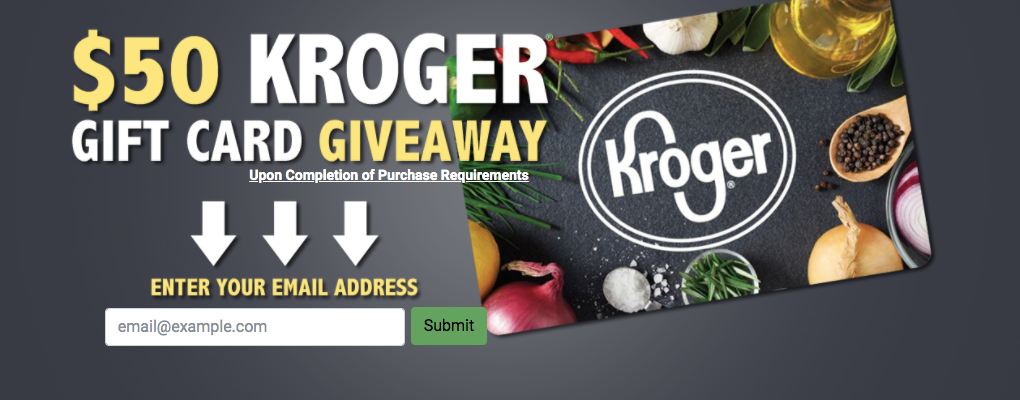 $50 KROGER®
GIFT CARD GIVEAWAY
Upon Completion of Purchase Requirements
ENTER YOUR EMAIL ADDRESS
email@example.com Submit
Kroger®